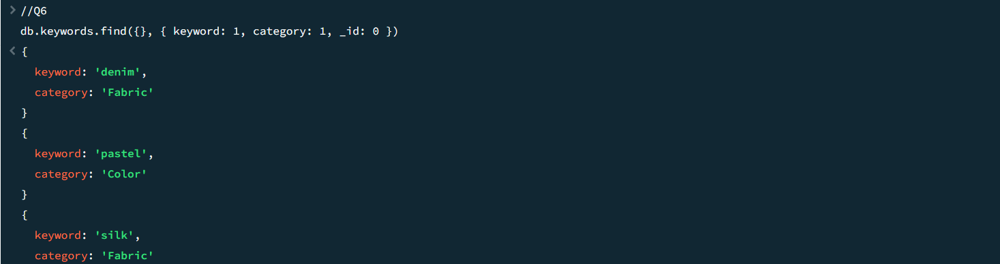 > //Q6
db.keywords.find({}, { keyword: 1, category: 1, _id: 0 })
< {
keyword: 'denim',
category: 'Fabric'
}
{
keyword: 'pastel',
category: 'Color'
}
{
keyword: 'silk',
category: 'Fabric'